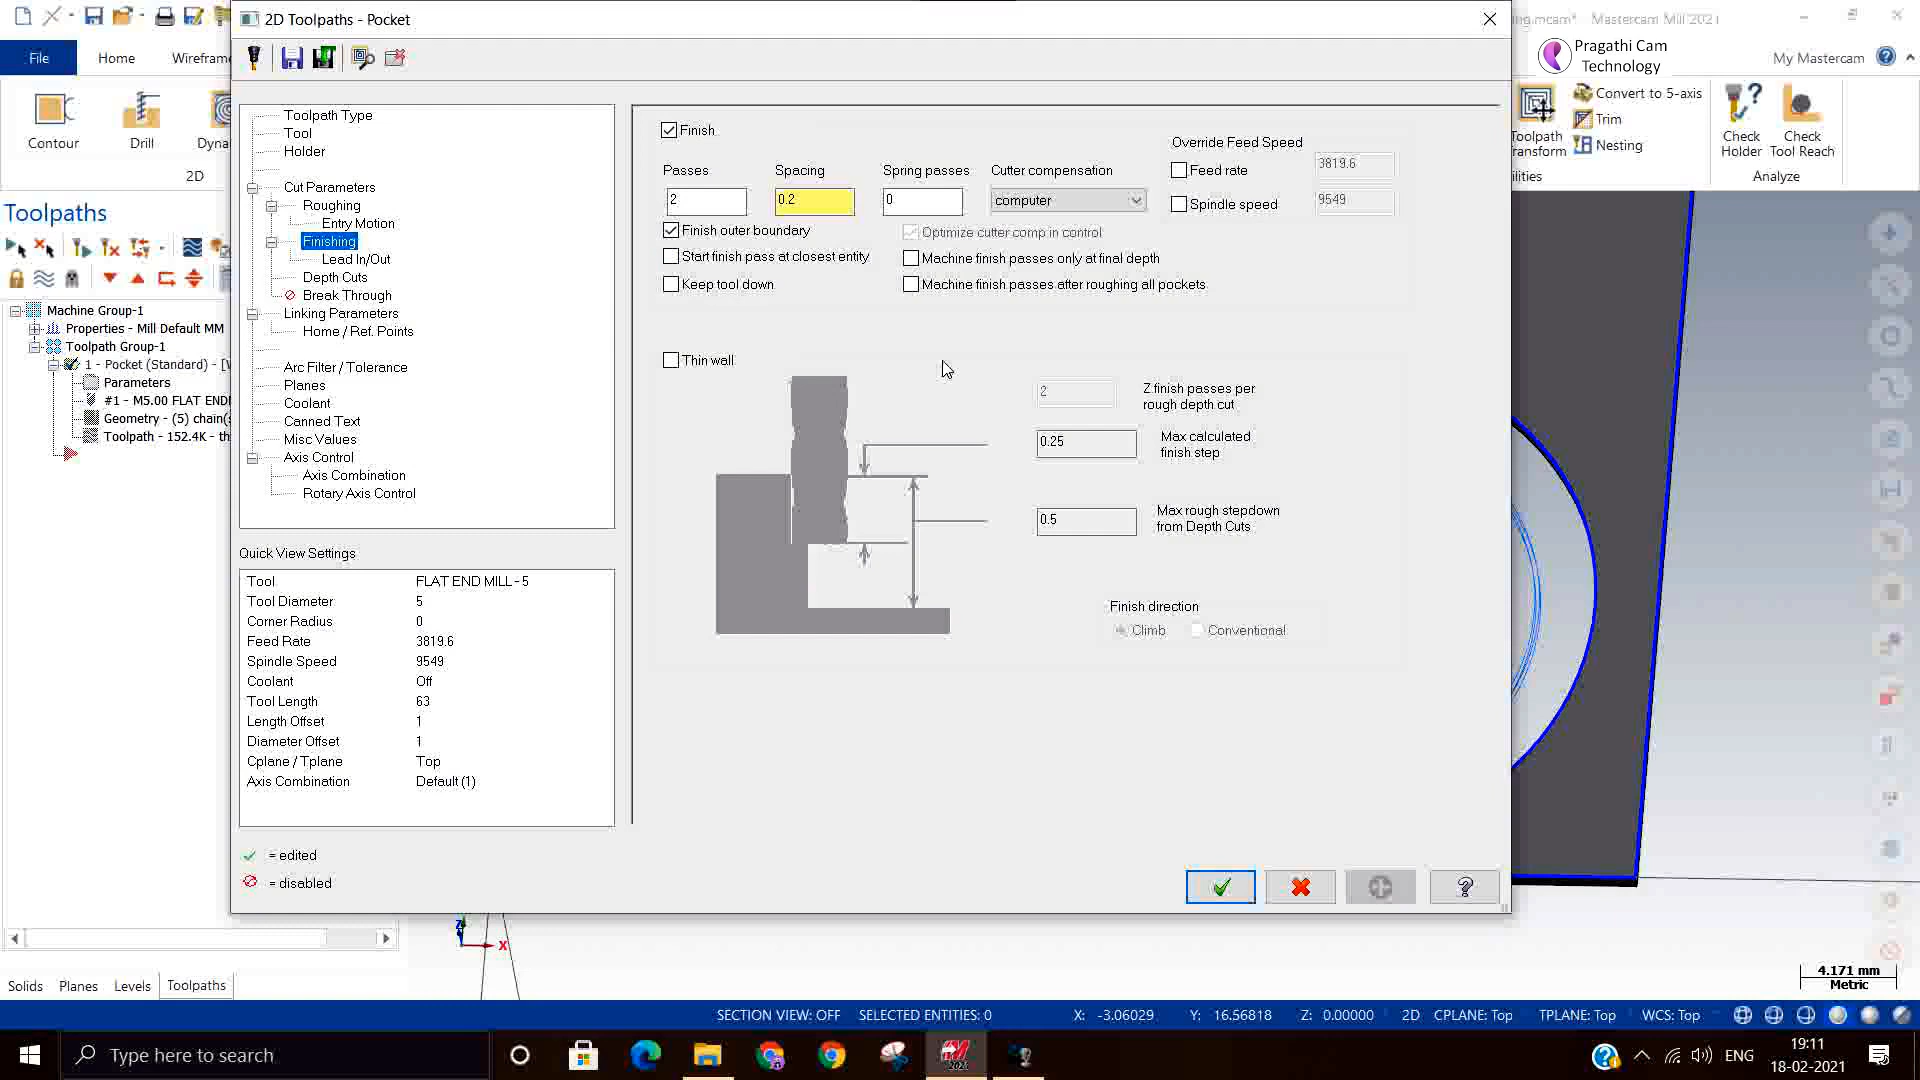 2D Toolpaths - Pocket
ng.mcam* Mastercam Mill 2021
Pragathi Cam
Technology
My Mastercam
File
Home
Wirefram
Contour
Drill
Dyna
2D
Convert to 5-axis
Trim
Nesting
Toolpath
ransform
ilities
Check
Holder
Check
Tool Reach
Analyze
Toolpaths
Machine Group-1
Properties - Mill Default MM
Toolpath Group-1
1 - Pocket (Standard) - [W
Parameters
#1 - M5.00 FLAT END
Geometry - (5) chain(s
Toolpath - 152.4K - th
Toolpath Type
Tool
Holder
Cut Parameters
Roughing
Entry Motion
Finishing
Lead In/Out
Depth Cuts
Break Through
Linking Parameters
Home / Ref. Points
Arc Filter / Tolerance
Planes
Coolant
Canned Text
Misc Values
Axis Control
Axis Combination
Rotary Axis Control
Quick View Settings
Tool FLAT END MILL - 5
Tool Diameter 5
Corner Radius 0
Feed Rate 3819.6
Spindle Speed 9549
Coolant Off
Tool Length 63
Length Offset 1
Diameter Offset 1
Cplane / Tplane Top
Axis Combination Default (1)
= edited
= disabled
Finish
Passes Spacing Spring passes Cutter compensation
2 0.2 0 computer
Override Feed Speed
Feed rate 3819.6
Spindle speed 9549
Finish outer boundary
Optimize cutter comp in control
Start finish pass at closest entity
Machine finish passes only at final depth
Keep tool down
Machine finish passes after roughing all pockets
Thin wall
2 Z finish passes per
rough depth cut
0.25 Max calculated
finish step
0.5 Max rough stepdown
from Depth Cuts
Finish direction
Climb Conventional
Z
X
4.171 mm
Metric
Solids Planes Levels Toolpaths
SECTION VIEW: OFF SELECTED ENTITIES: 0 X: -3.06029 Y: 16.56818 Z: 0.00000 2D CPLANE: Top TPLANE: Top WCS: Top
Type here to search
2021
ENG
19:11
18-02-2021